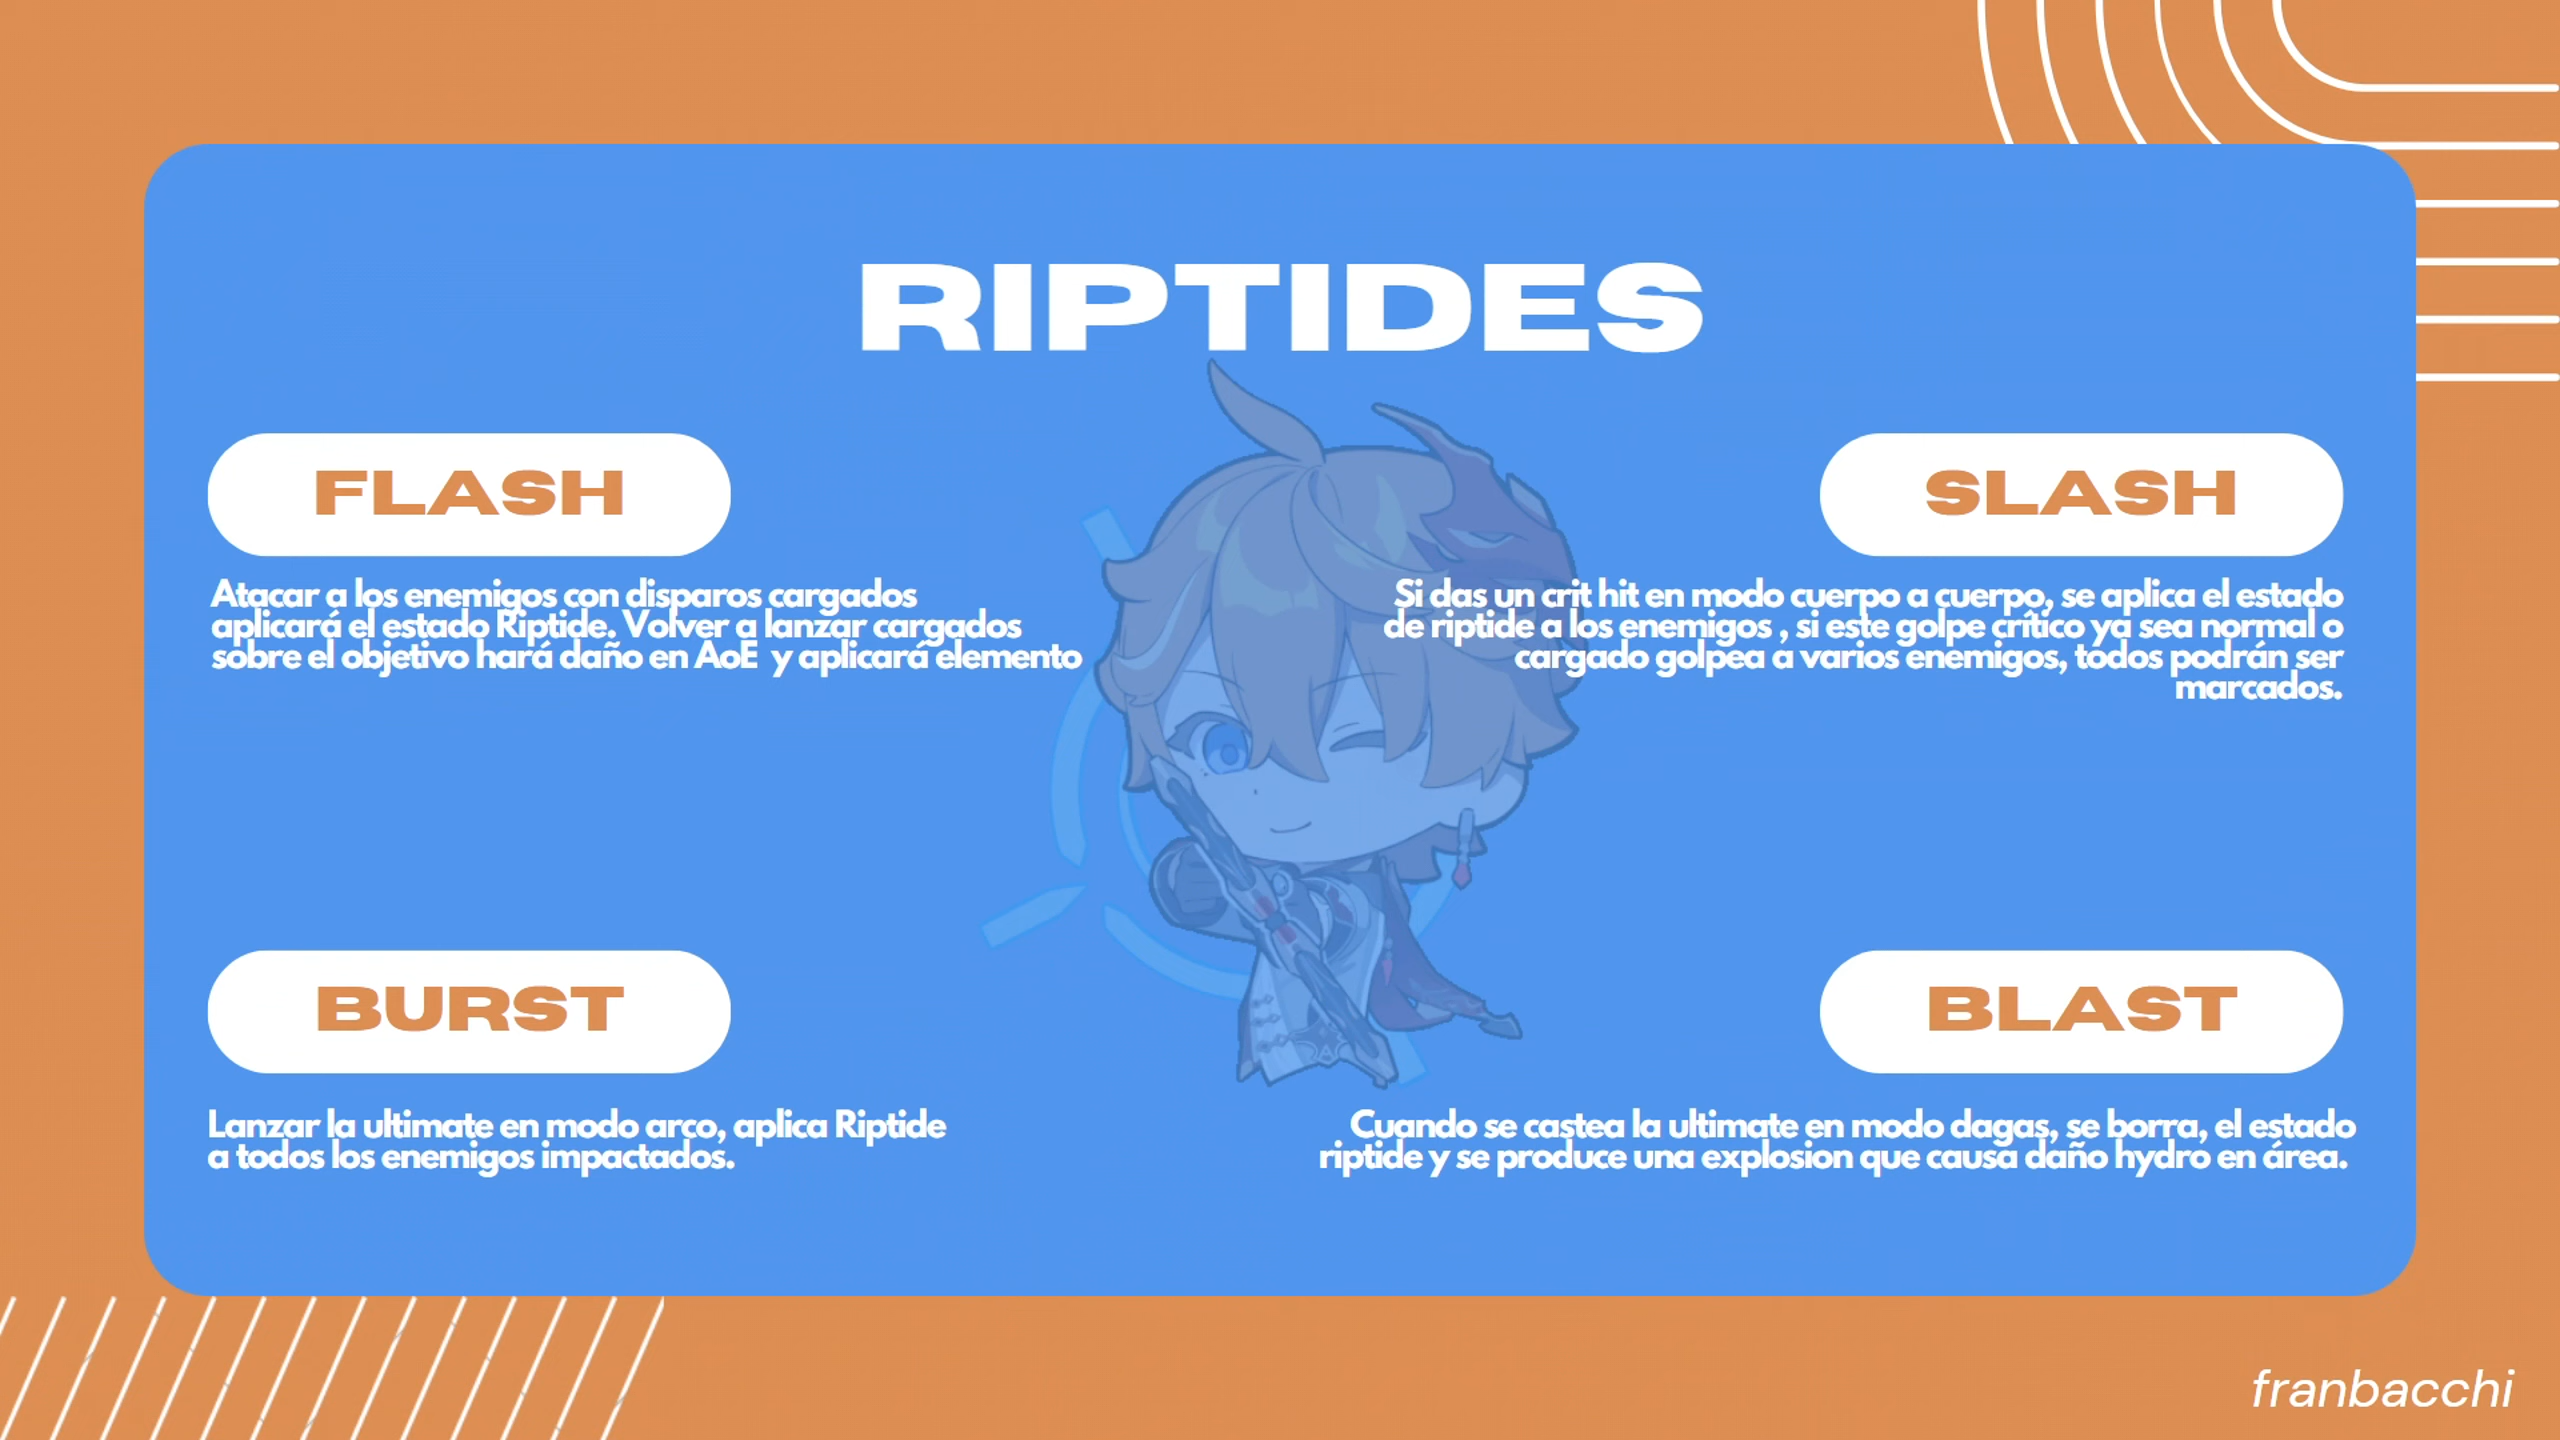 RIPTIDES
FLASH
Atacar a los enemigos con disparos cargados
aplicará el estado Riptide. Volver a lanzar cargados
sobre el objetivo hará daño en AoE y aplicará elemento
SLASH
Si das un crit hit en modo cuerpo a cuerpo, se aplica el estado
de riptide a los enemigos , si este golpe crítico ya sea normal o
cargado golpea a varios enemigos, todos podrán ser
marcados.
BURST
Lanzar la ultimate en modo arco, aplica Riptide
a todos los enemigos impactados.
BLAST
Cuando se castea la ultimate en modo dagas, se borra, el estado
riptide y se produce una explosion que causa daño hydro en área.
franbacchi